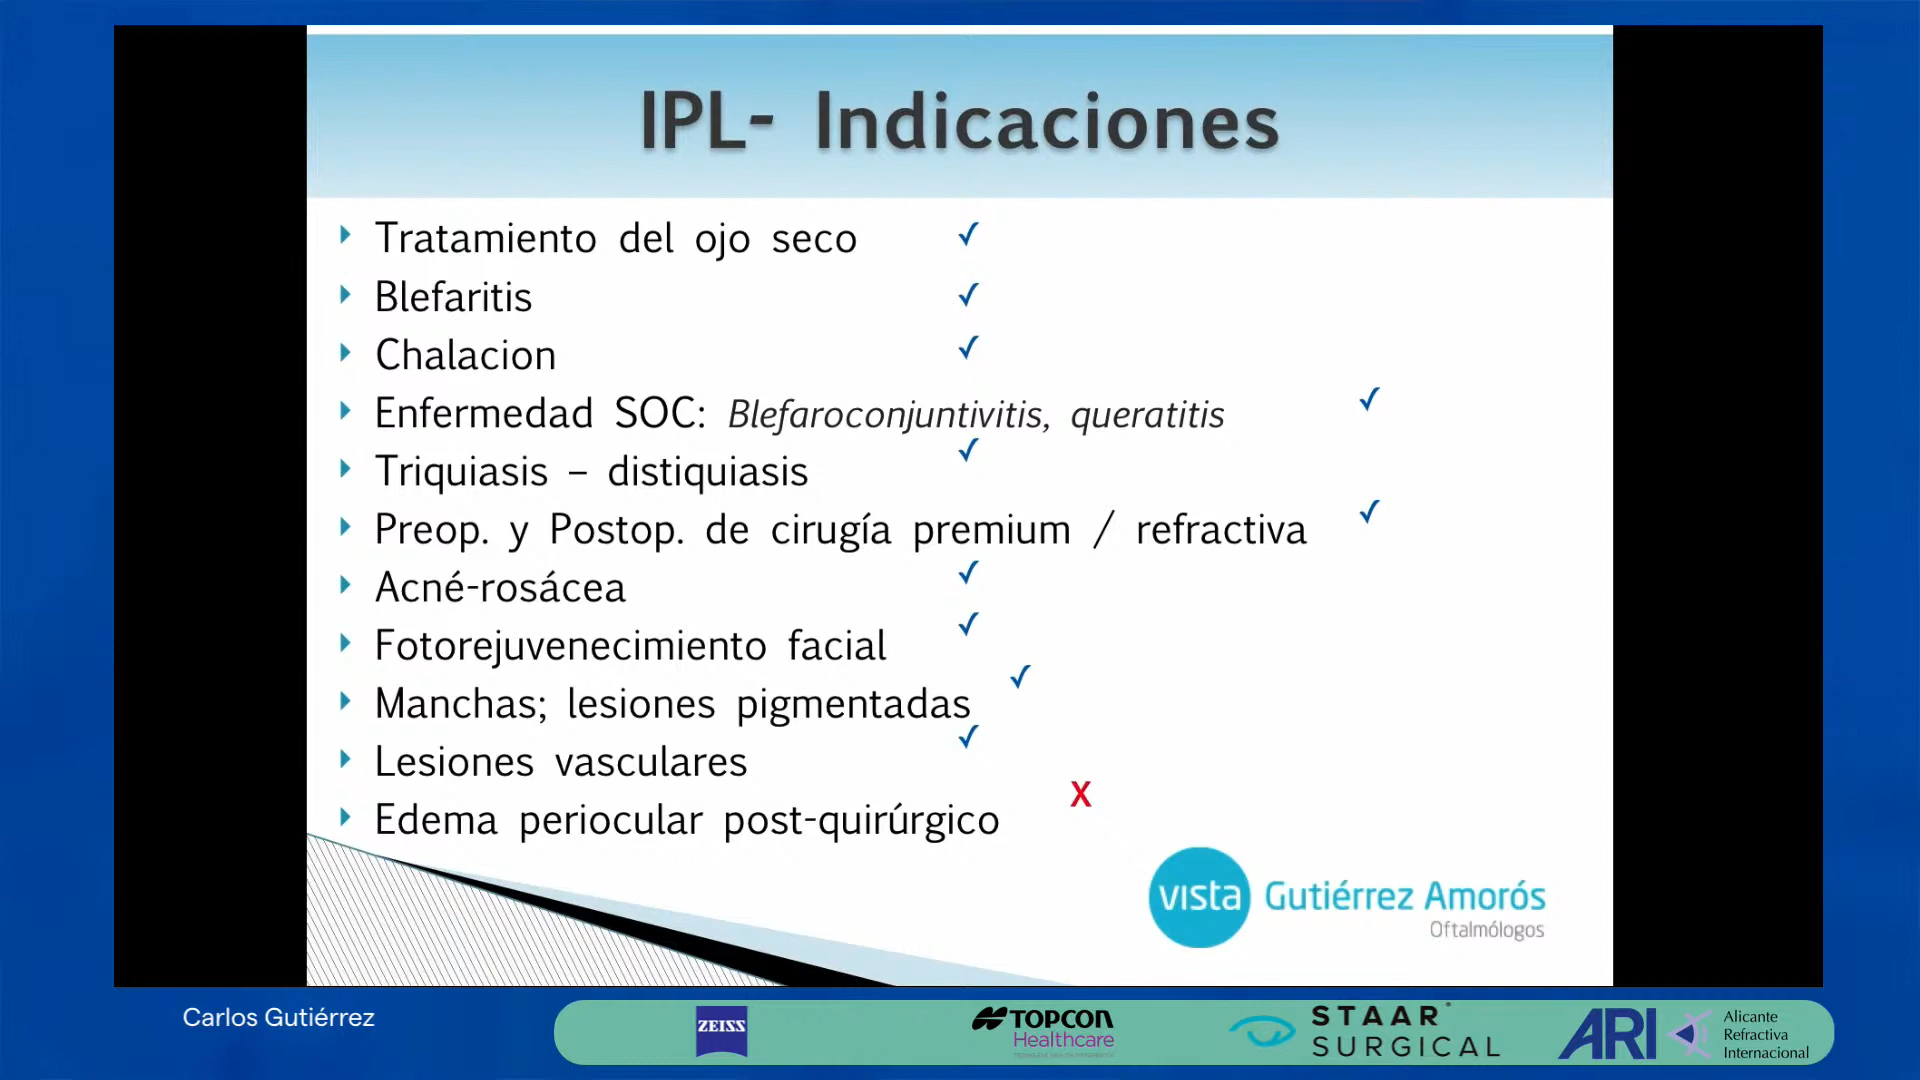 IPL- Indicaciones
Tratamiento del ojo seco ✓
Blefaritis ✓
Chalacion ✓
Enfermedad SOC: Blefaroconjuntivitis, queratitis ✓
Triquiasis – distiquiasis ✓
Preop. y Postop. de cirugía premium / refractiva ✓
Acné-rosácea ✓
Fotorejuvenecimiento facial ✓
Manchas; lesiones pigmentadas ✓
Lesiones vasculares ✓
Edema periocular post-quirúrgico X
vısta Gutiérrez Amorós
Oftalmólogos
Carlos Gutiérrez
ZEISS
TOPCON
Healthcare
STAAR
SURGICAL
ARI
Alicante
Refractiva
Internacional